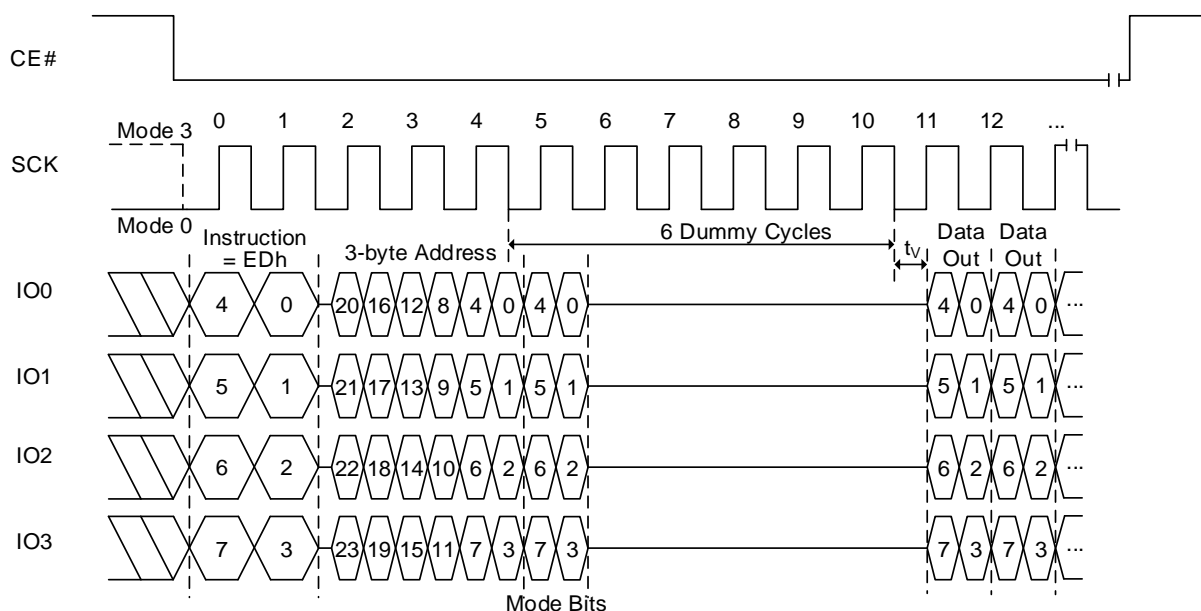 CE#
Mode 3
0 1 2 3 4 5 6 7 8 9 10 11 12 ...
SCK
Mode 0
Instruction
= EDh
3-byte Address
6 Dummy Cycles
tV
Data
Out
Data
Out
IO0
4 0 20 16 12 8 4 0 4 0 4 0 4 0 ...
IO1
5 1 21 17 13 9 5 1 5 1 5 1 5 1 ...
IO2
6 2 22 18 14 10 6 2 6 2 6 2 6 2 ...
IO3
7 3 23 19 15 11 7 3 7 3 7 3 7 3 ...
Mode Bits